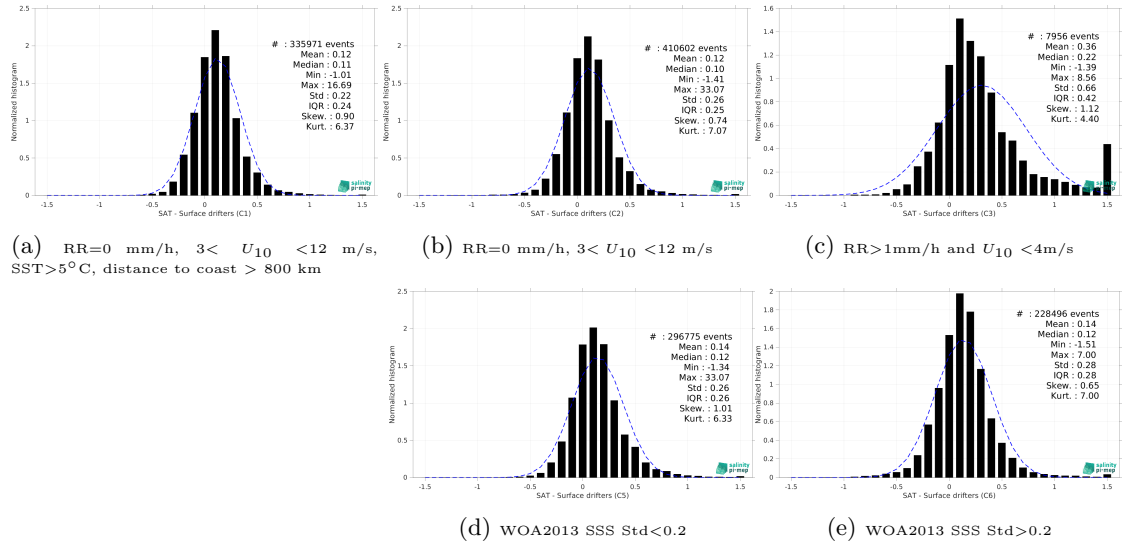 2.5
2
1.5
1
0.5
0
-1.5 -1 -0.5 0 0.5 1 1.5
Normalized histogram
SAT - Surface drifters (C1)
# : 335971 events
Mean : 0.12
Median : 0.11
Min : -1.01
Max : 16.69
Std : 0.22
IQR : 0.24
Skew. : 0.90
Kurt. : 6.37
salinity
pi-mep
(a) RR=0 mm/h, 3< U10 <12 m/s,
SST>5°C, distance to coast > 800 km
2.5
2
1.5
1
0.5
0
-1.5 -1 -0.5 0 0.5 1 1.5
Normalized histogram
SAT - Surface drifters (C2)
# : 410602 events
Mean : 0.12
Median : 0.10
Min : -1.41
Max : 33.07
Std : 0.26
IQR : 0.25
Skew. : 0.74
Kurt. : 7.07
salinity
pi-mep
(b) RR=0 mm/h, 3< U10 <12 m/s
1.6
1.4
1.2
1
0.8
0.6
0.4
0.2
0
-1.5 -1 -0.5 0 0.5 1 1.5
Normalized histogram
SAT - Surface drifters (C3)
# : 7956 events
Mean : 0.36
Median : 0.22
Min : -1.39
Max : 8.56
Std : 0.66
IQR : 0.42
Skew. : 1.12
Kurt. : 4.40
salinity
pi-mep
(c) RR>1mm/h and U10 <4m/s
2.5
2
1.5
1
0.5
0
-1.5 -1 -0.5 0 0.5 1 1.5
Normalized histogram
SAT - Surface drifters (C5)
# : 296775 events
Mean : 0.14
Median : 0.12
Min : -1.34
Max : 33.07
Std : 0.26
IQR : 0.26
Skew. : 1.01
Kurt. : 6.33
salinity
pi-mep
(d) WOA2013 SSS Std<0.2
2
1.8
1.6
1.4
1.2
1
0.8
0.6
0.4
0.2
0
-1.5 -1 -0.5 0 0.5 1 1.5
Normalized histogram
SAT - Surface drifters (C6)
# : 228496 events
Mean : 0.14
Median : 0.12
Min : -1.51
Max : 7.00
Std : 0.28
IQR : 0.28
Skew. : 0.65
Kurt. : 7.00
salinity
pi-mep
(e) WOA2013 SSS Std>0.2